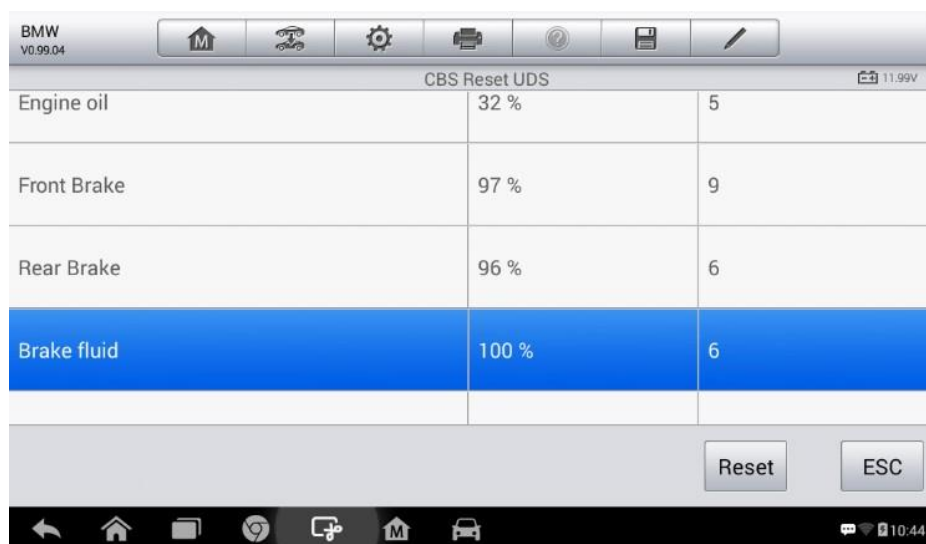 BMW
V0.99.04
M
CBS Reset UDS
11.99V
Engine oil 32 % 5
Front Brake 97 % 9
Rear Brake 96 % 6
Brake fluid 100 % 6
Reset ESC
M
10:44